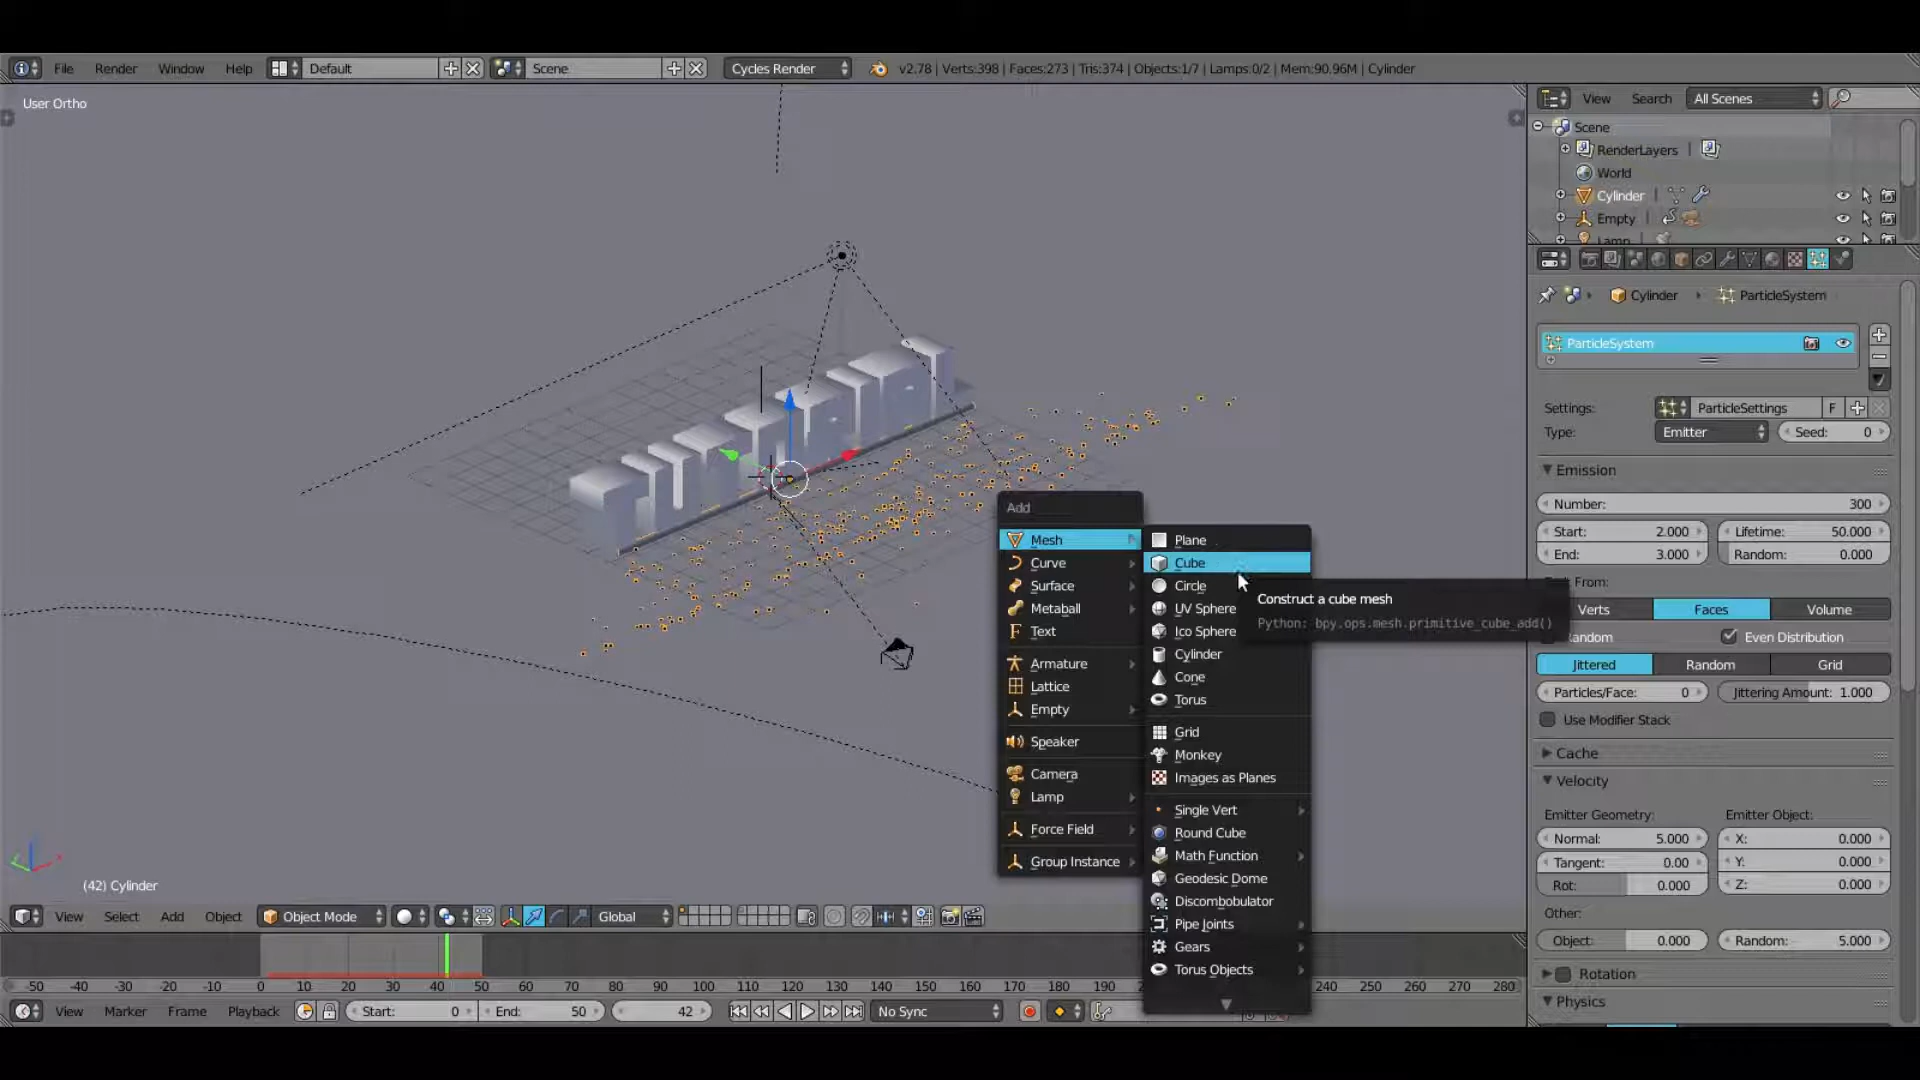 File Render Window Help Default Scene Cycles Render v2.78 | Verts:398 | Faces:273 | Tris:374 | Objects:1/7 | Lamps:0/2 | Mem:90.96M | Cylinder
User Ortho
View Search All Scenes
Scene
RenderLayers
World
Cylinder
Empty
Lamp
Cylinder ParticleSystem
ParticleSystem
Settings: ParticleSettings F
Type: Emitter Seed: 0
Emission
Number: 300
Start: 2.000 Lifetime: 50.000
End: 3.000 Random: 0.000
From:
Verts Faces Volume
Random Even Distribution
Jittered Random Grid
Particles/Face: 0 Jittering Amount: 1.000
Use Modifier Stack
Cache
Velocity
Emitter Geometry: Emitter Object:
Normal: 5.000 X: 0.000
Tangent: 0.00 Y: 0.000
Rot: 0.000 Z: 0.000
Other:
Object: 0.000 Random: 5.000
Rotation
Physics
Add
Mesh
Curve
Surface
Metaball
Text
Armature
Lattice
Empty
Speaker
Camera
Lamp
Force Field
Group Instance
Plane
Cube
Circle
UV Sphere
Ico Sphere
Cylinder
Cone
Torus
Grid
Monkey
Images as Planes
Single Vert
Round Cube
Math Function
Geodesic Dome
Discombobulator
Pipe Joints
Gears
Torus Objects
Construct a cube mesh
Python: bpy.ops.mesh.primitive_cube_add()
(42) Cylinder
View Select Add Object Object Mode Global
-50 -40 -30 -20 -10 0 10 20 30 40 50 60 70 80 90 100 110 120 130 140 150 160 170 180 190 240 250 260 270 280
View Marker Frame Playback Start: 0 End: 50 42 No Sync